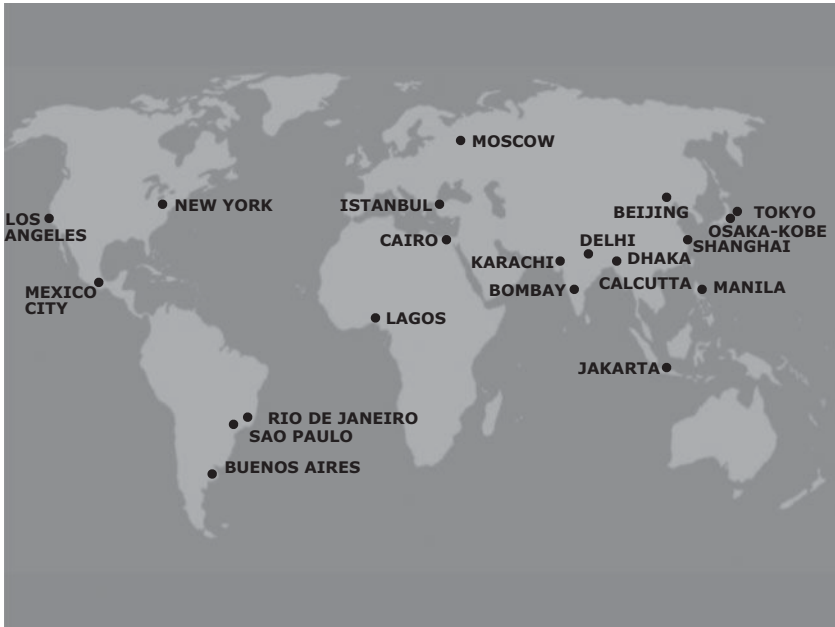 MOSCOW
NEW YORK
ISTANBUL
LOS
ANGELES
BEIJING
TOKYO
OSAKA-KOBE
CAIRO
DELHI
SHANGHAI
KARACHI
DHAKA
MEXICO
CITY
BOMBAY
CALCUTTA
MANILA
LAGOS
JAKARTA
RIO DE JANEIRO
SAO PAULO
BUENOS AIRES